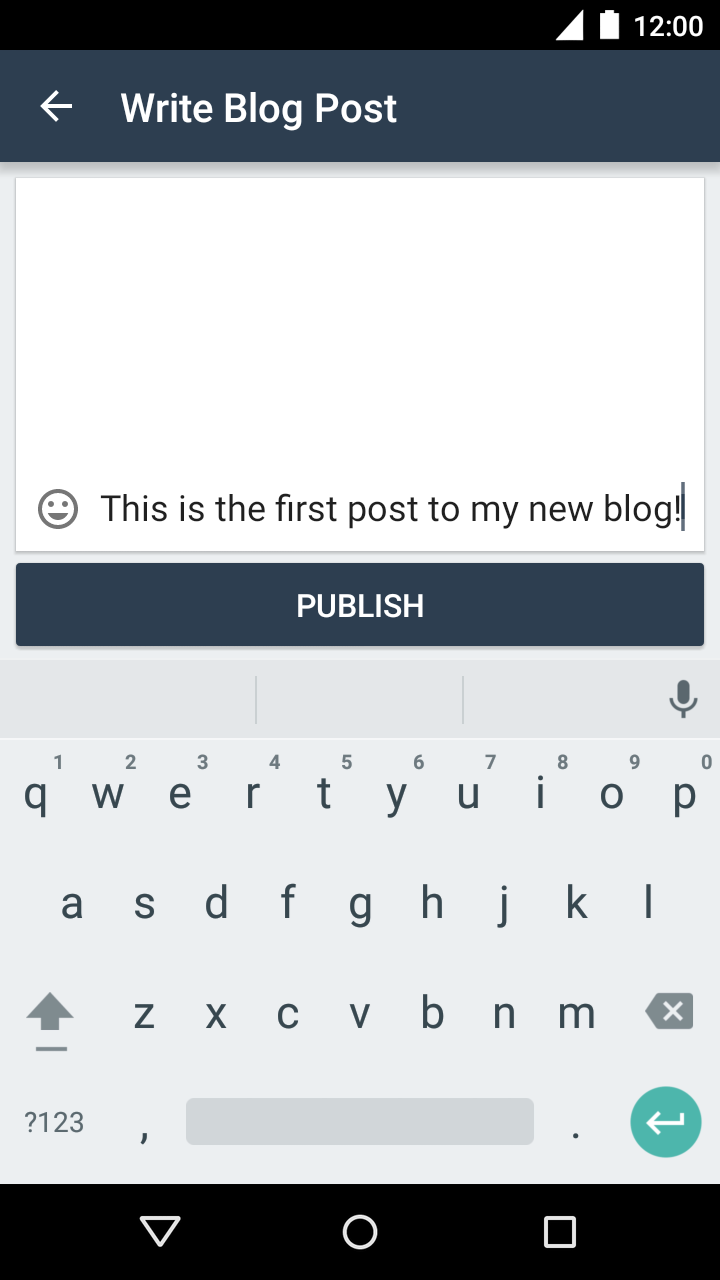 12:00
Write Blog Post
This is the first post to my new blog!
PUBLISH
1 2 3 4 5 6 7 8 9 0
q w e r t y u i o p
a s d f g h j k l
z x c v b n m
?123 , .